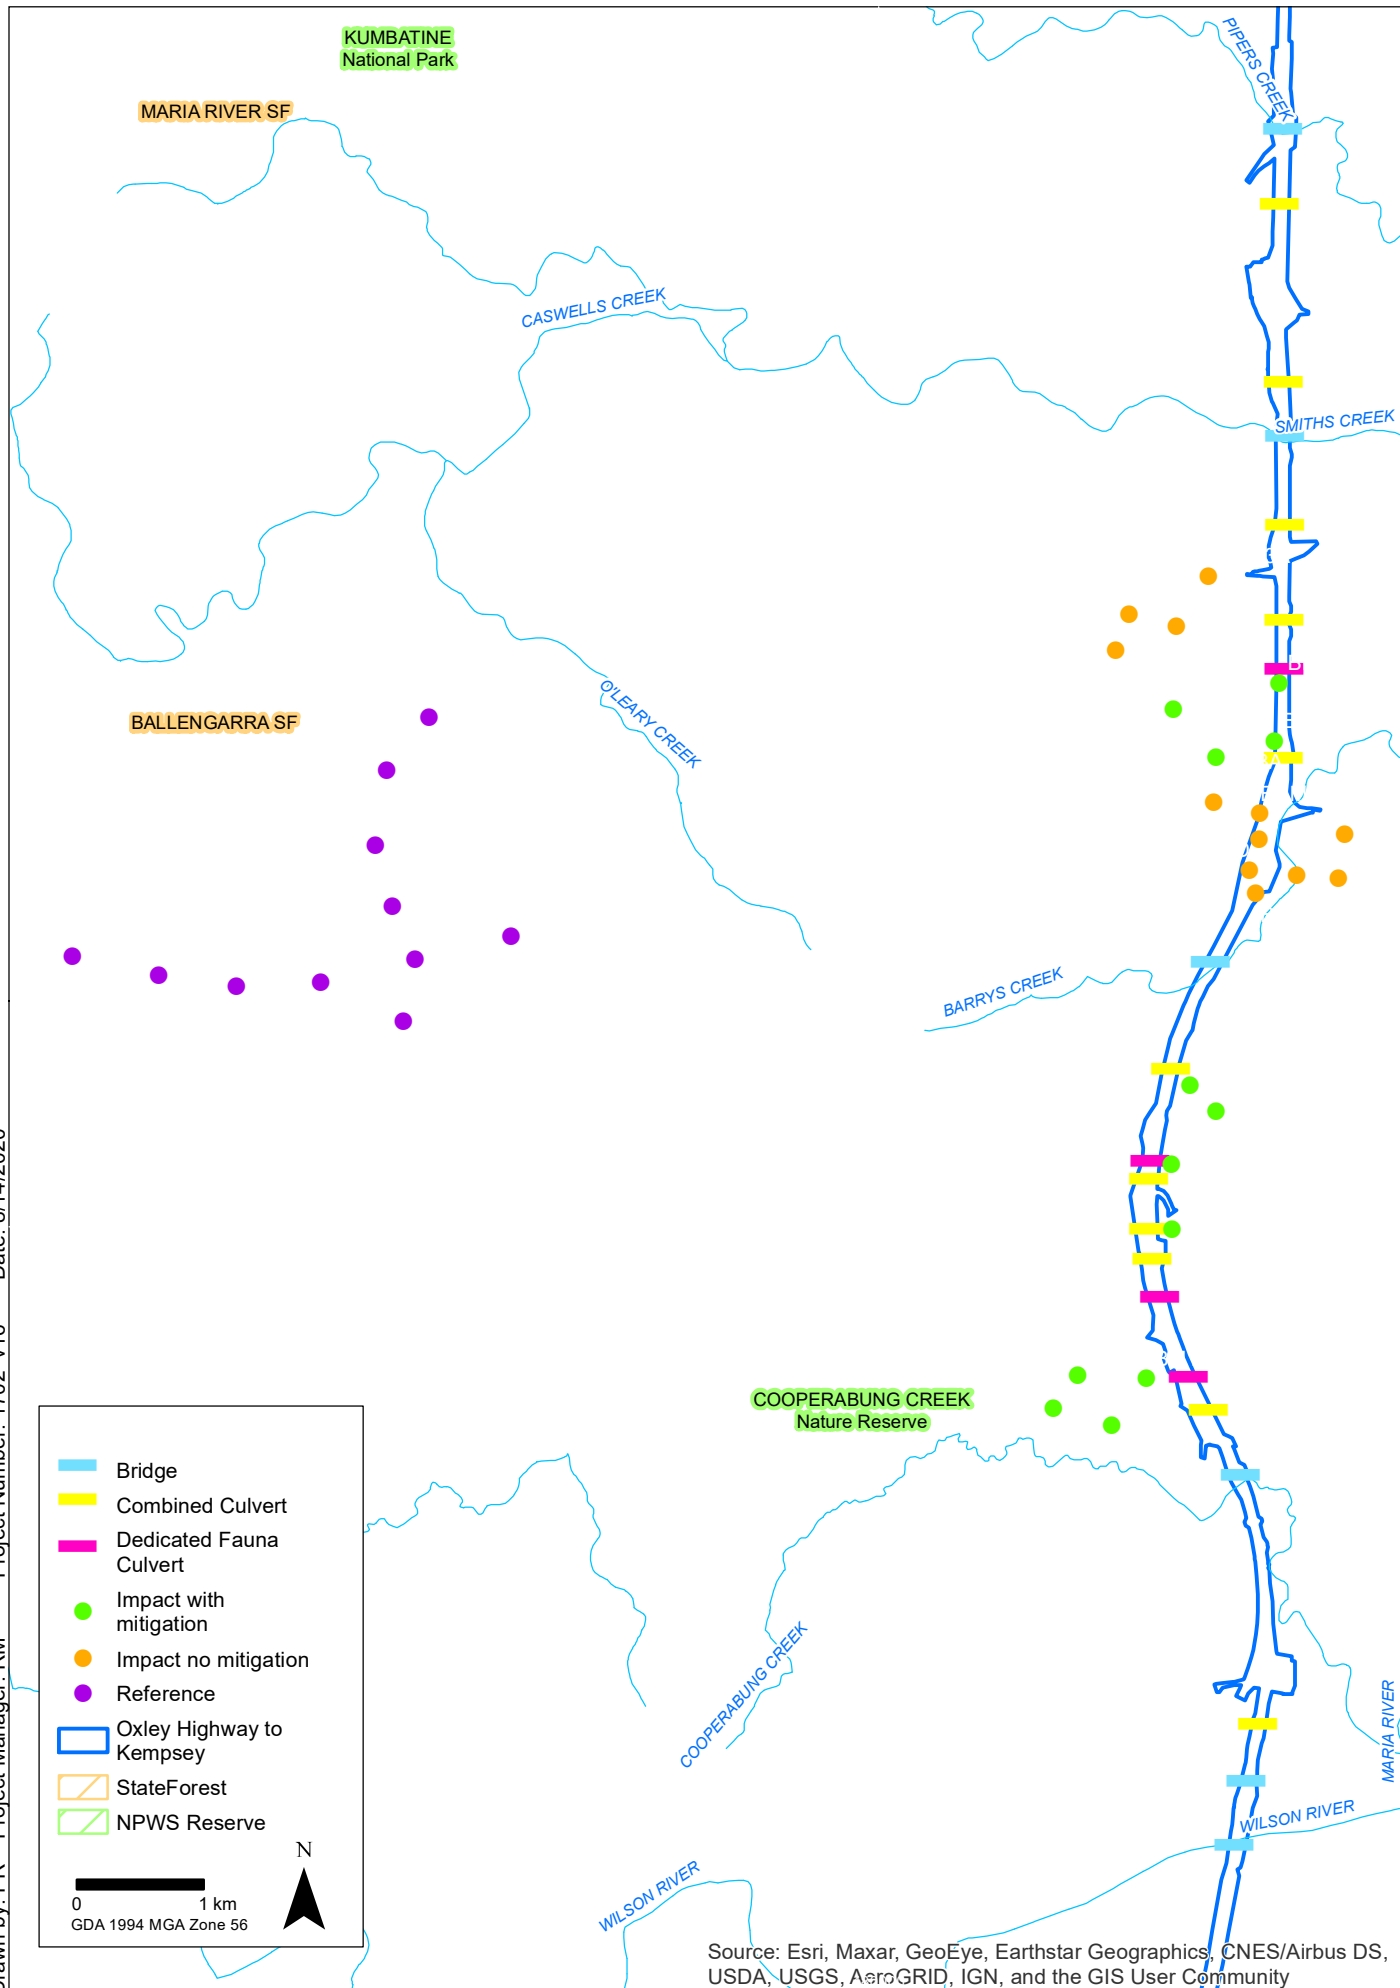 KUMBATINE
National Park
MARIA RIVER SF
PIPERS CREEK
CASWELLS CREEK
SMITHS CREEK
O'LEARY CREEK
BALLENGARRA SF
BARRYS CREEK
COOPERABUNG CREEK
Nature Reserve
COOPERABUNG CREEK
MARIA RIVER
WILSON RIVER
WILSON RIVER
Bridge
Combined Culvert
Dedicated Fauna
Culvert
Impact with
mitigation
Impact no mitigation
Reference
Oxley Highway to
Kempsey
StateForest
NPWS Reserve
N
0 1 km
GDA 1994 MGA Zone 56
Source: Esri, Maxar, GeoEye, Earthstar Geographics, CNES/Airbus DS,
USDA, USGS, AeroGRID, IGN, and the GIS User Community